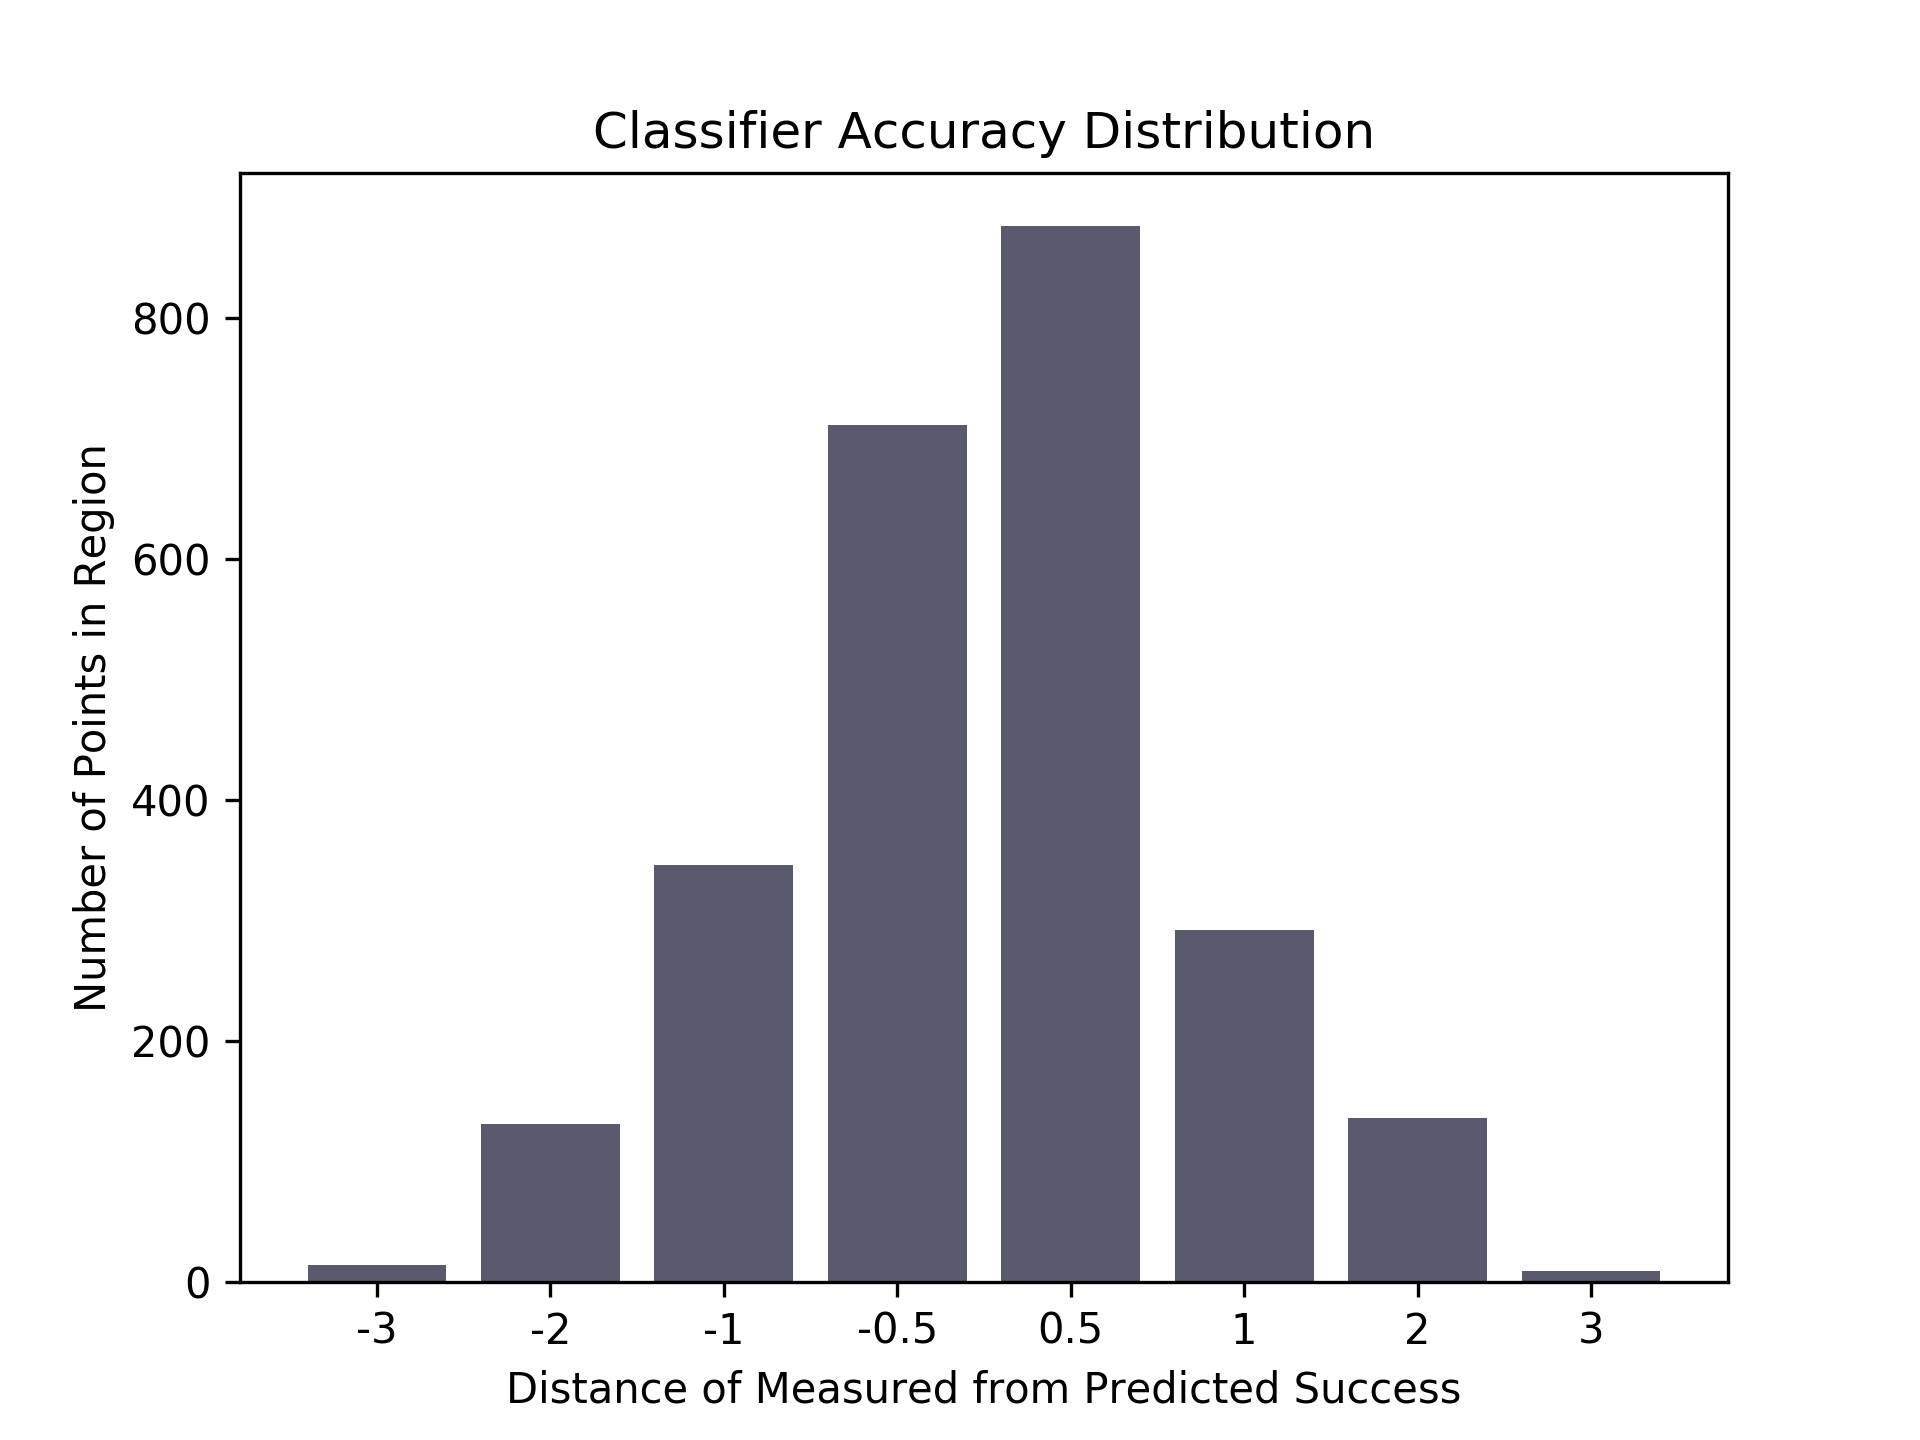 Classifier Accuracy Distribution
Number of Points in Region
800
600
400
200
0
-3 -2 -1 -0.5 0.5 1 2 3
Distance of Measured from Predicted Success